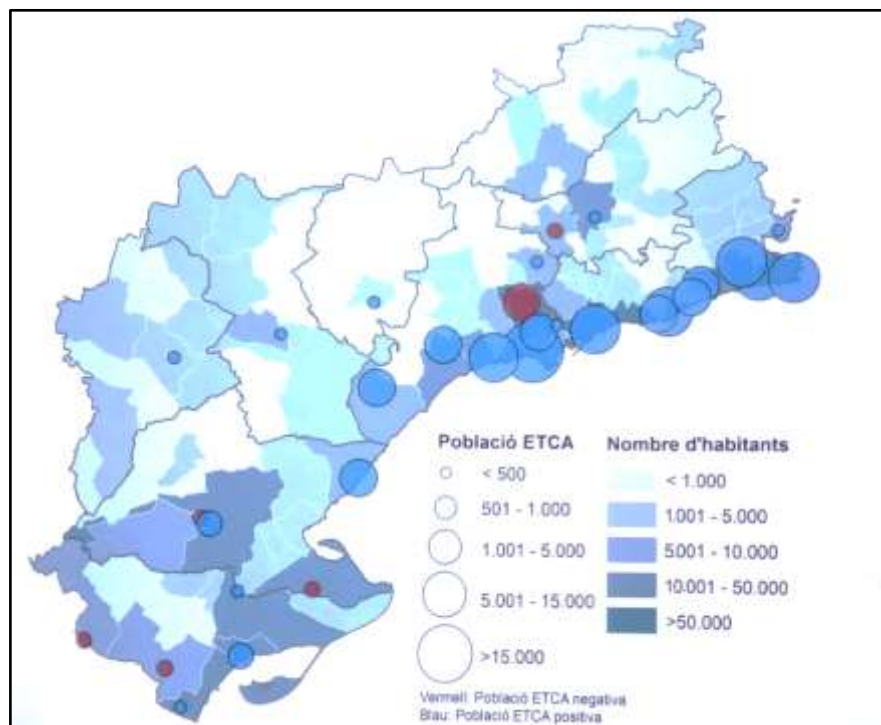 Població ETCA
< 500
501 - 1.000
1.001 - 5.000
5.001 - 15.000
>15.000
Vermell: Població ETCA negativa
Blau: Població ETCA positiva
Nombre d'habitants
< 1.000
1.001 - 5.000
5.001 - 10.000
10.001 - 50.000
>50.000